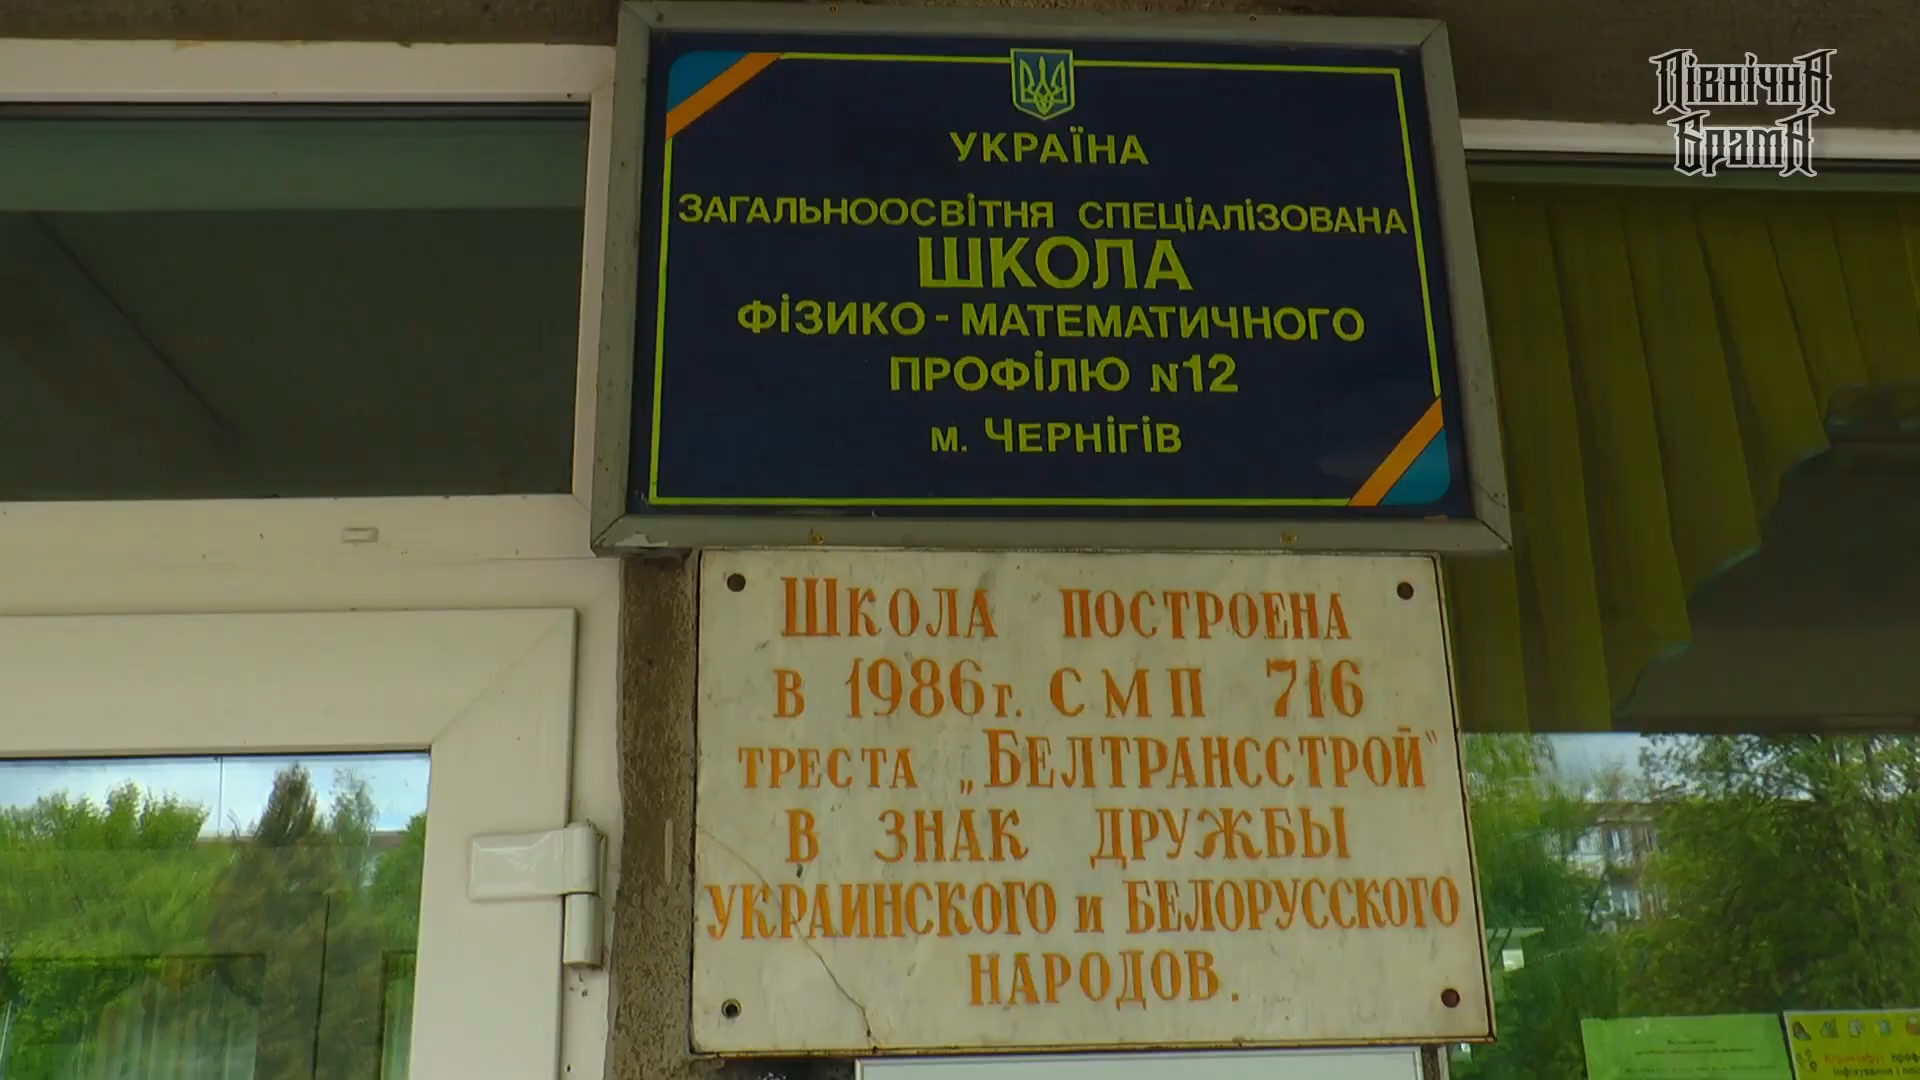 Північна
Брама
УКРАЇНА
ЗАГАЛЬНООСВІТНЯ СПЕЦІАЛІЗОВАНА
ШКОЛА
ФІЗИКО - МАТЕМАТИЧНОГО
ПРОФІЛЮ N12
м. ЧЕРНІГІВ
ШКОЛА ПОСТРОЕНА
В 1986г. СМП 716
ТРЕСТА „БЕЛТРАНССТРОЙ"
В ЗНАК ДРУЖБЫ
УКРАИНСКОГО и БЕЛОРУССКОГО
НАРОДОВ.